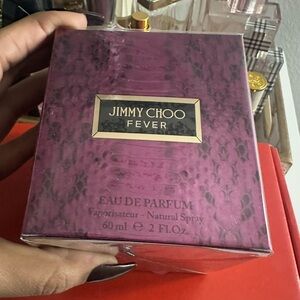 JIMMY CHOO
FEVER
EAU DE PARFUM
Vaporisateur - Natural Spray
60 ml ℮ 2 Fl.Oz.